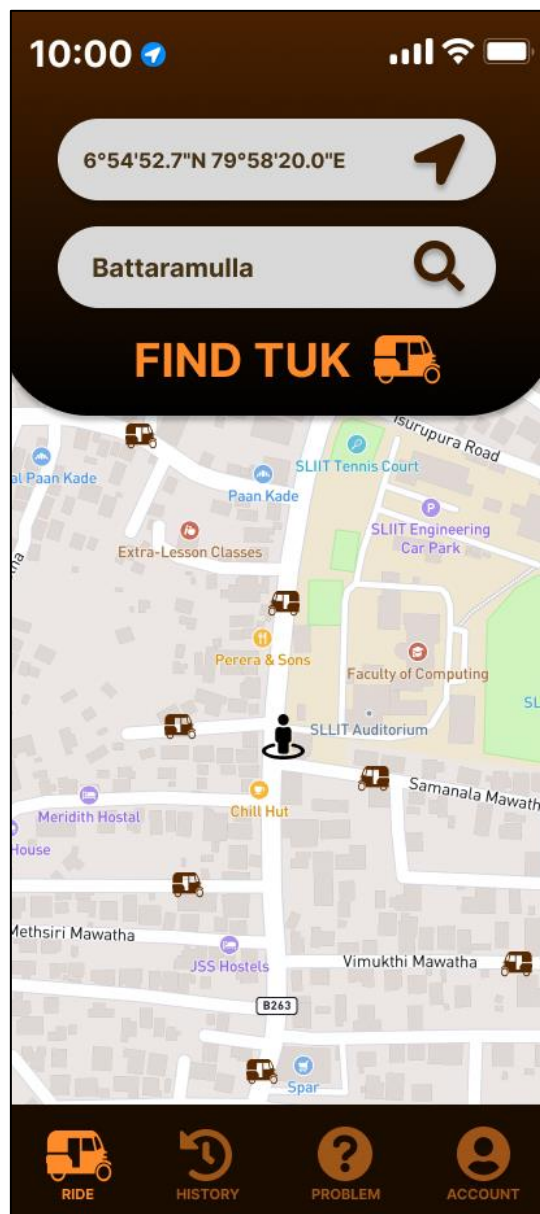 10:00
6°54'52.7"N 79°58'20.0"E
Battaramulla
FIND TUK
Isurupura Road
SLIIT Tennis Court
al Paan Kade
Paan Kade
P
SLIIT Engineering
Car Park
Extra-Lesson Classes
Perera & Sons
Faculty of Computing
SL
SLLIT Auditorium
Samanala Mawath
Chill Hut
Meridith Hostal
House
Methsiri Mawatha
JSS Hostels
Vimukthi Mawatha
B263
Spar
RIDE
HISTORY
PROBLEM
ACCOUNT